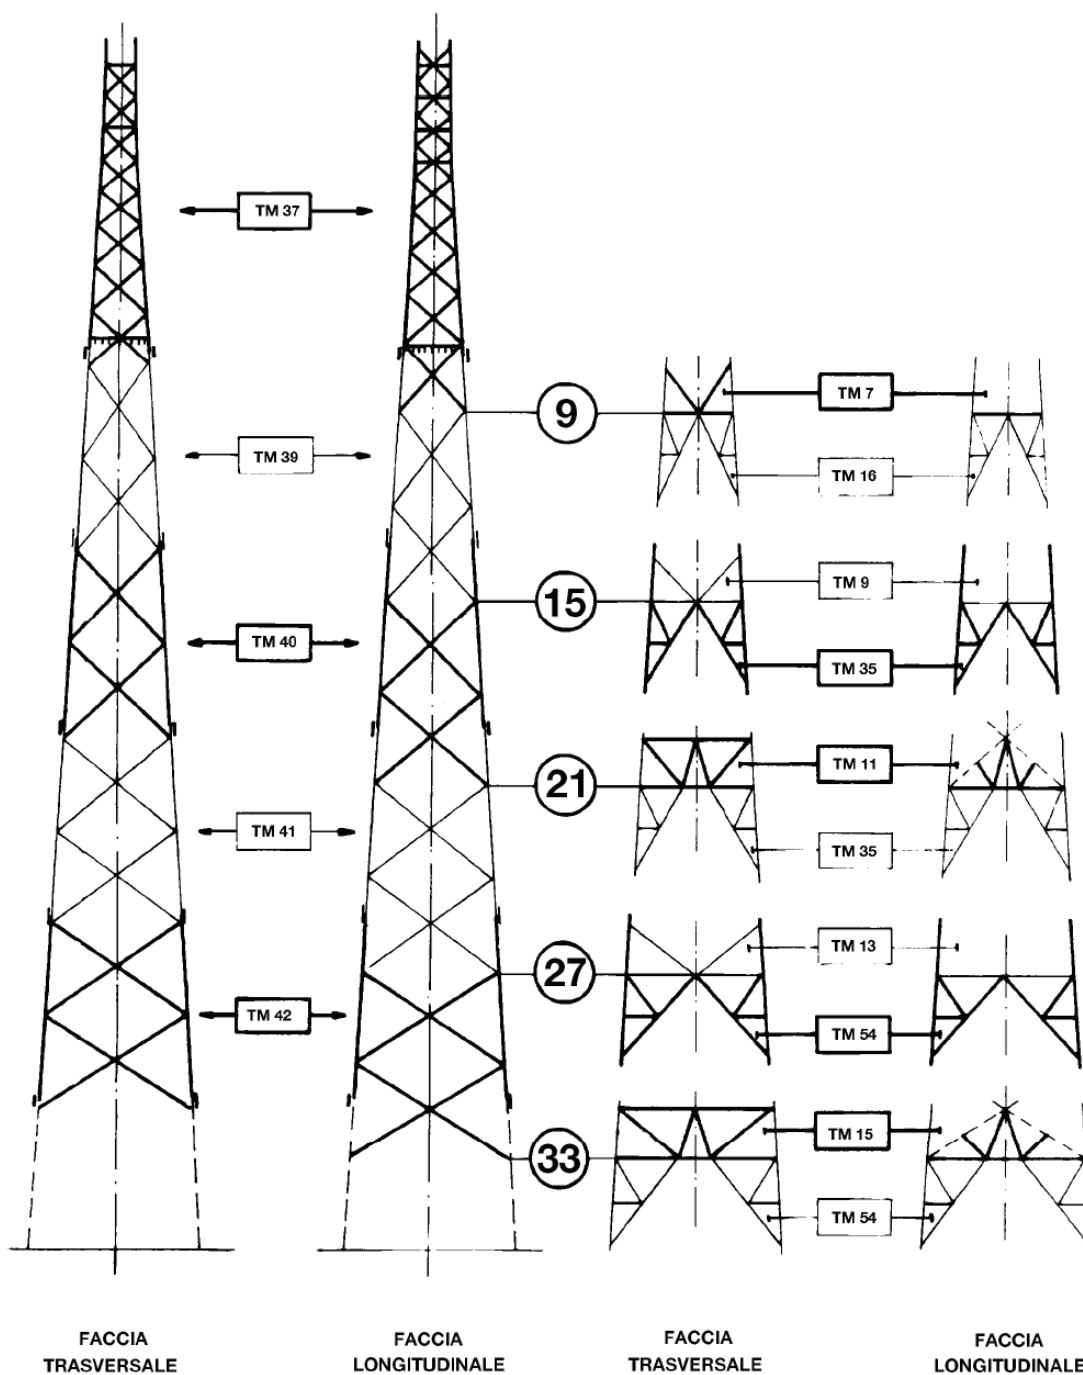 TM 37
9
TM 7
TM 39
TM 16
15
TM 9
TM 40
TM 35
21
TM 11
TM 41
TM 35
27
TM 13
TM 42
TM 54
33
TM 15
TM 54
FACCIA
TRASVERSALE
FACCIA
LONGITUDINALE
FACCIA
TRASVERSALE
FACCIA
LONGITUDINALE